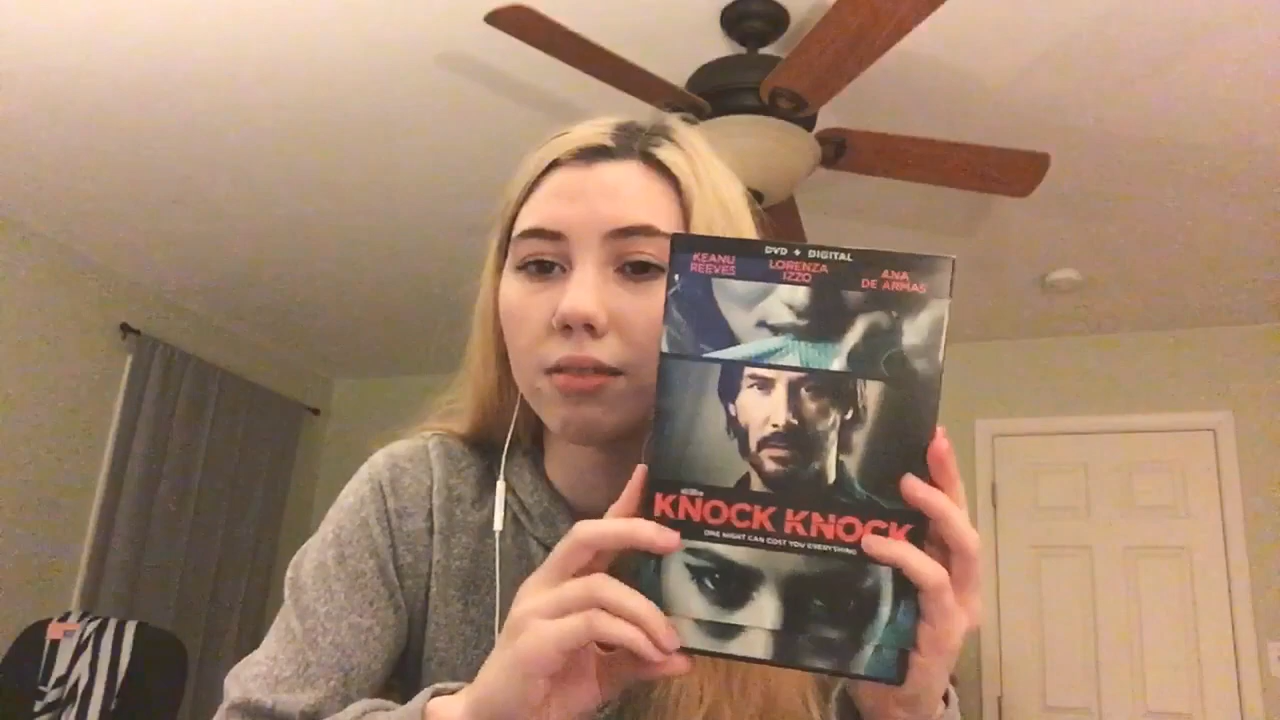 DVD + DIGITAL
KEANU
REEVES
LORENZA
IZZO
ANA
DE ARMAS
KNOCK KNOCK
ONE NIGHT CAN COST YOU EVERYTHING